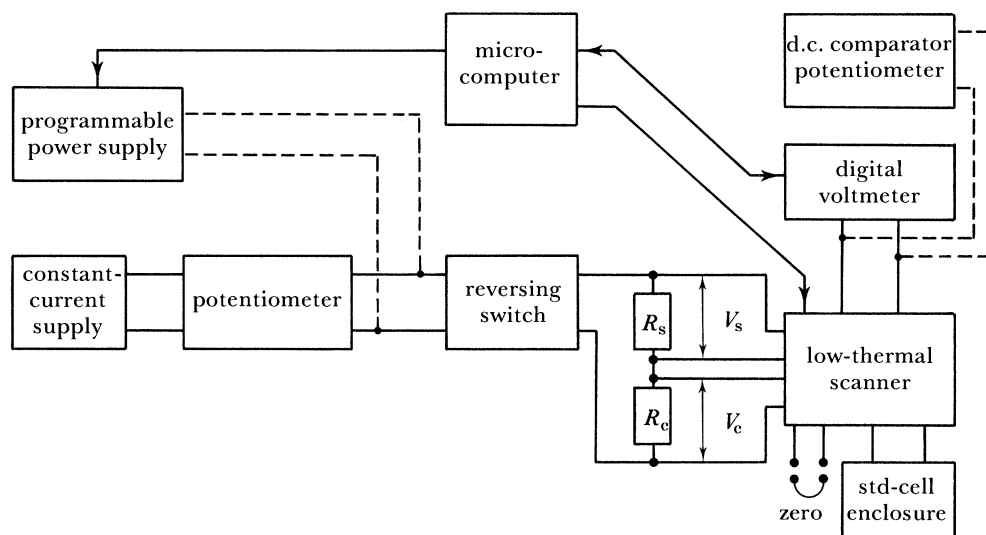 micro-
computer
d.c. comparator
potentiometer
programmable
power supply
digital
voltmeter
constant-
current
supply
potentiometer
reversing
switch
Rs
Vs
low-thermal
scanner
Rc
Vc
zero
std-cell
enclosure